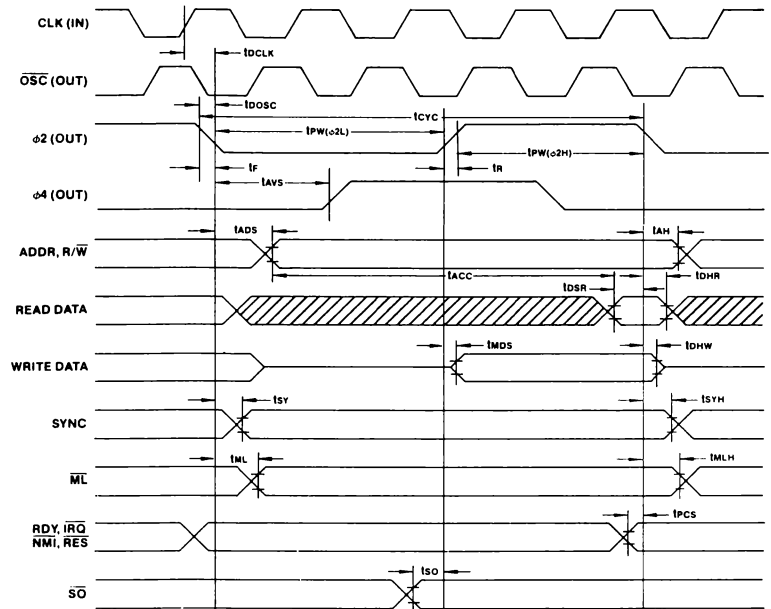 CLK (IN)
tDCLK
OSC (OUT)
tDOSC
tCYC
ϕ2 (OUT)
tPW(ϕ2L)
tPW(ϕ2H)
tF
tR
tAVS
ϕ4 (OUT)
tADS
tAH
ADDR, R/W
tACC
tDHR
tDSR
READ DATA
tMDS
tDHW
WRITE DATA
tSY
tSYH
SYNC
tML
tMLH
ML
tPCS
RDY, IRQ
NMI, RES
tSO
SO